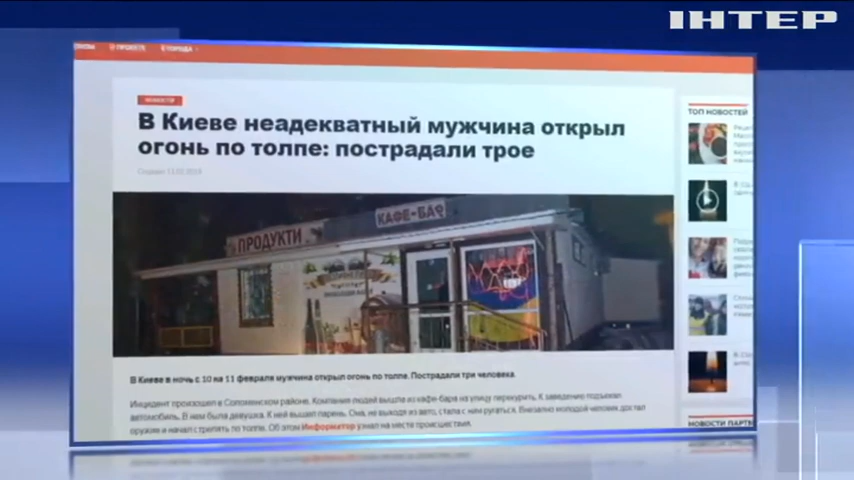 ІНТЕР
О ПРОЕКТЕ
В Киеве неадекватный мужчина открыл
огонь по толпе: пострадали трое
ТОП НОВОСТЕЙ
ПРОДУКТИ
КАФЕ-БАР
В Киеве в ночь с 10 на 11 февраля мужчина открыл огонь по толпе. Пострадали три человека.
Инцидент произошел в Соломенском районе. Компания людей вышла из кафе-бара на улицу перекурить. К заведению подъехал
автомобиль. В нем была девушка. К ней вышел парень. Она, не выходя из авто, стала с ним ругаться. Внезапно молодой человек достал
оружие и начал стрелять по толпе. Об этом Информатор узнал на месте происшествия.
НОВОСТИ ПАРТН